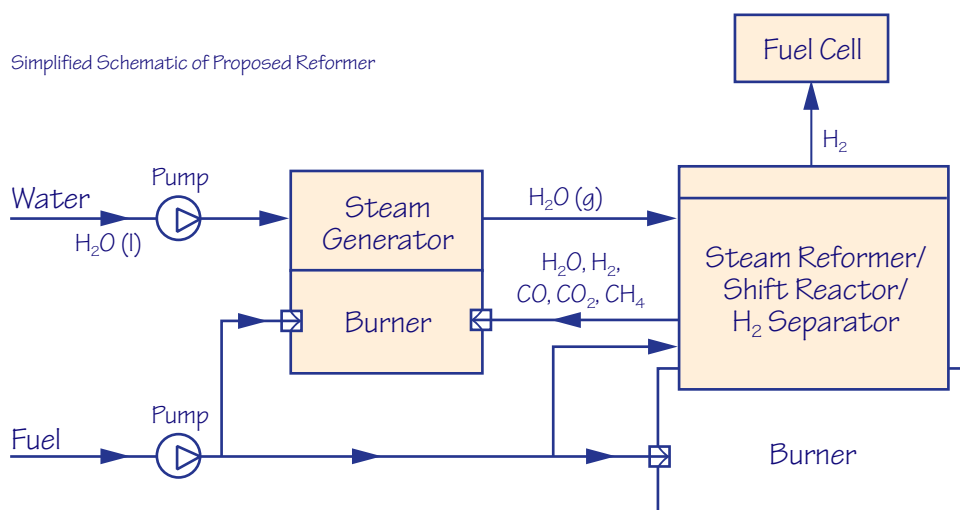 Simplified Schematic of Proposed Reformer
Fuel Cell
H₂
Water
H₂O (l)
Pump
Steam
Generator
H₂O (g)
H₂O, H₂,
CO, CO₂, CH₄
Burner
Steam Reformer/
Shift Reactor/
H₂ Separator
Fuel
Pump
Burner